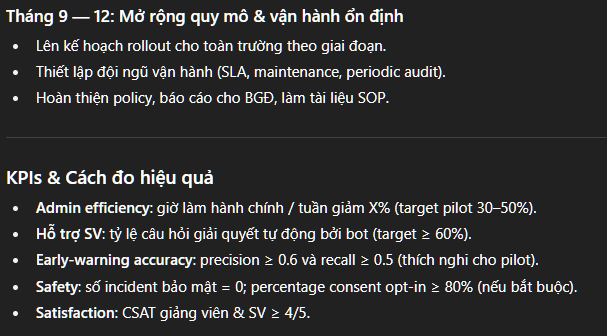 Tháng 9 — 12: Mở rộng quy mô & vận hành ổn định
• Lên kế hoạch rollout cho toàn trường theo giai đoạn.
• Thiết lập đội ngũ vận hành (SLA, maintenance, periodic audit).
• Hoàn thiện policy, báo cáo cho BGĐ, làm tài liệu SOP.
KPIs & Cách đo hiệu quả
• Admin efficiency: giờ làm hành chính / tuần giảm X% (target pilot 30–50%).
• Hỗ trợ SV: tỷ lệ câu hỏi giải quyết tự động bởi bot (target ≥ 60%).
• Early-warning accuracy: precision ≥ 0.6 và recall ≥ 0.5 (thích nghi cho pilot).
• Safety: số incident bảo mật = 0; percentage consent opt-in ≥ 80% (nếu bắt buộc).
• Satisfaction: CSAT giảng viên & SV ≥ 4/5.